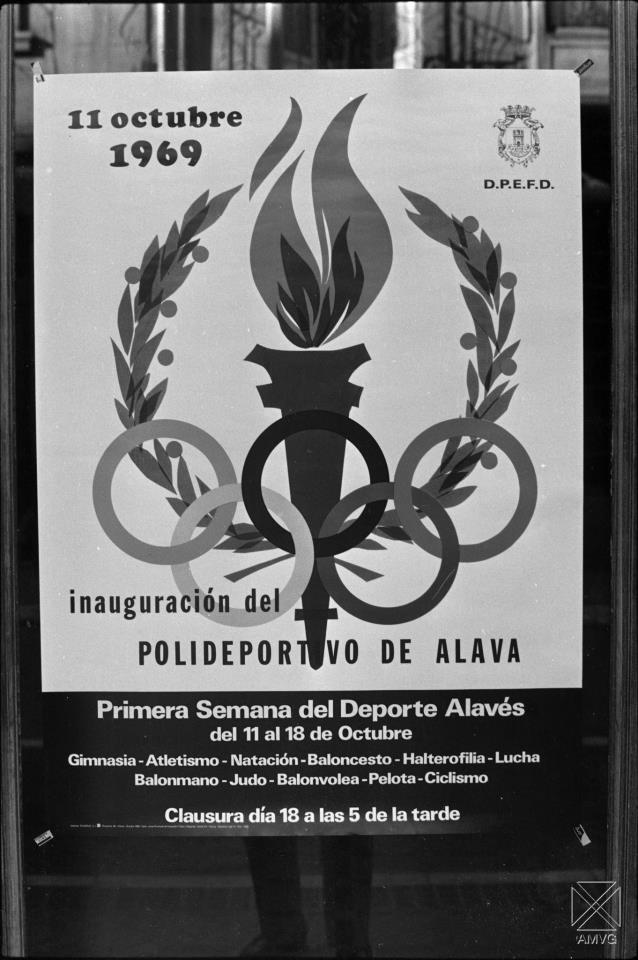 11 octubre
1969
D.P.E.F.D.
inauguración del
POLIDEPORTIVO DE ALAVA
Primera Semana del Deporte Alavés
del 11 al 18 de Octubre
Gimnasia - Atletismo - Natación - Baloncesto - Halterofilia - Lucha
Balonmano - Judo - Balonvolea - Pelota - Ciclismo
Clausura día 18 a las 5 de la tarde
AMVG